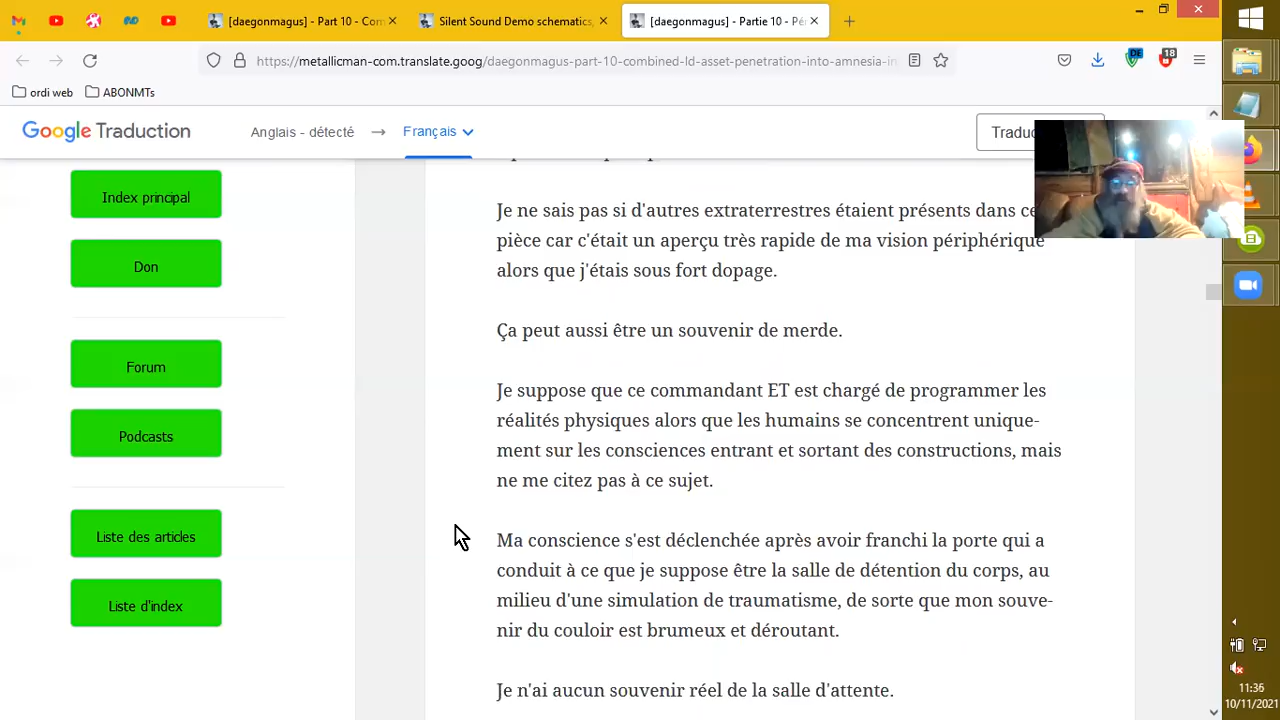 [daegonmagus] - Part 10 - Com
Silent Sound Demo schematics,
[daegonmagus] - Partie 10 - Pé
https://metallicman-com.translate.goog/daegonmagus-part-10-combined-ld-asset-penetration-into-amnesia-in
DE
18
ordi web
ABONMTs
Google Traduction
Anglais - détecté
Français
Traduc
Index principal
Don
Forum
Podcasts
Liste des articles
Liste d'index
Je ne sais pas si d'autres extraterrestres étaient présents dans ce
pièce car c'était un aperçu très rapide de ma vision périphérique
alors que j'étais sous fort dopage.
Ça peut aussi être un souvenir de merde.
Je suppose que ce commandant ET est chargé de programmer les
réalités physiques alors que les humains se concentrent unique-
ment sur les consciences entrant et sortant des constructions, mais
ne me citez pas à ce sujet.
Ma conscience s'est déclenchée après avoir franchi la porte qui a
conduit à ce que je suppose être la salle de détention du corps, au
milieu d'une simulation de traumatisme, de sorte que mon souve-
nir du couloir est brumeux et déroutant.
Je n'ai aucun souvenir réel de la salle d'attente.
11:36
10/11/2021